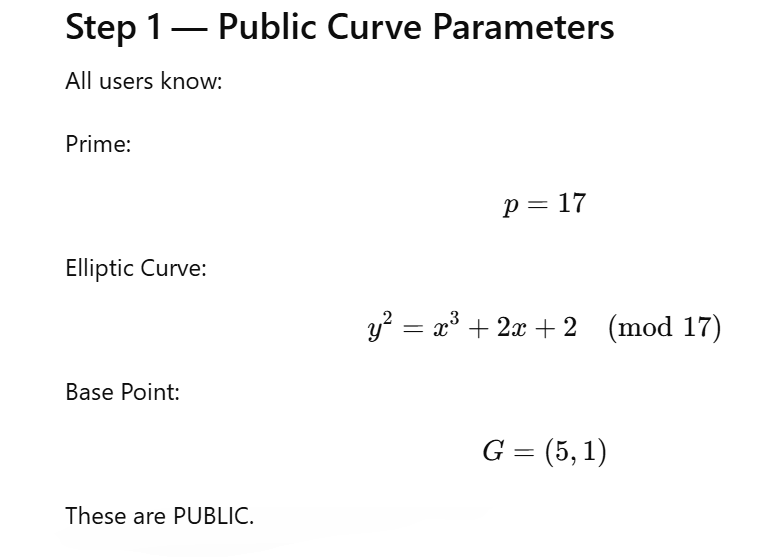 Step 1 — Public Curve Parameters
All users know:
Prime:
p = 17
Elliptic Curve:
y² = x³ + 2x + 2 (mod 17)
Base Point:
G = (5, 1)
These are PUBLIC.